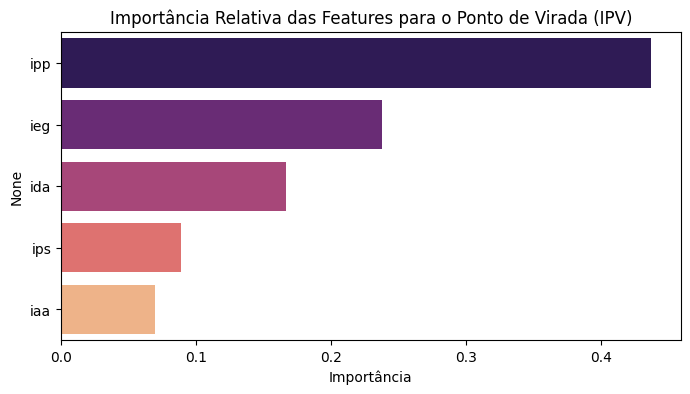 Importância Relativa das Features para o Ponto de Virada (IPV)
ipp
ieg
ida
ips
iaa
None
0.0 0.1 0.2 0.3 0.4
Importância